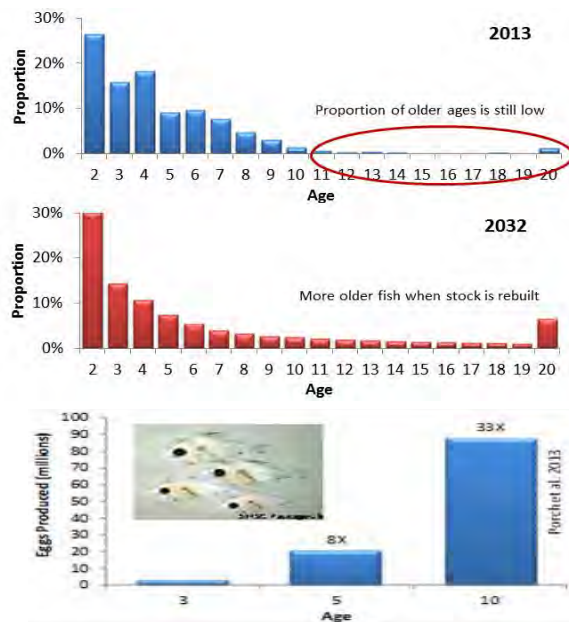 2013
30%
20%
10%
0%
Proportion
Proportion of older ages is still low
2 3 4 5 6 7 8 9 10 11 12 13 14 15 16 17 18 19 20
Age
2032
30%
20%
10%
0%
Proportion
More older fish when stock is rebuilt
2 3 4 5 6 7 8 9 10 11 12 13 14 15 16 17 18 19 20
Age
100
90
80
70
60
50
40
30
20
10
0
Eggs Produced (millions)
8X
33X
Porch et al. 2013
3 5 10
Age